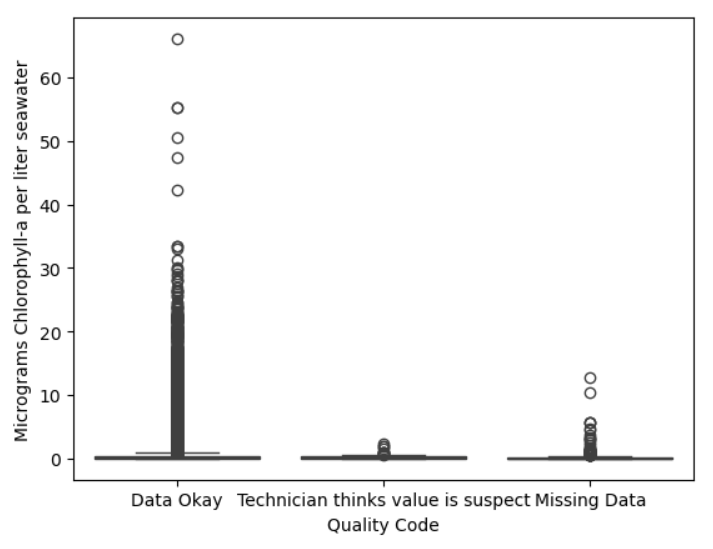 Micrograms Chlorophyll-a per liter seawater
60
50
40
30
20
10
0
Data Okay
Technician thinks value is suspect
Missing Data
Quality Code